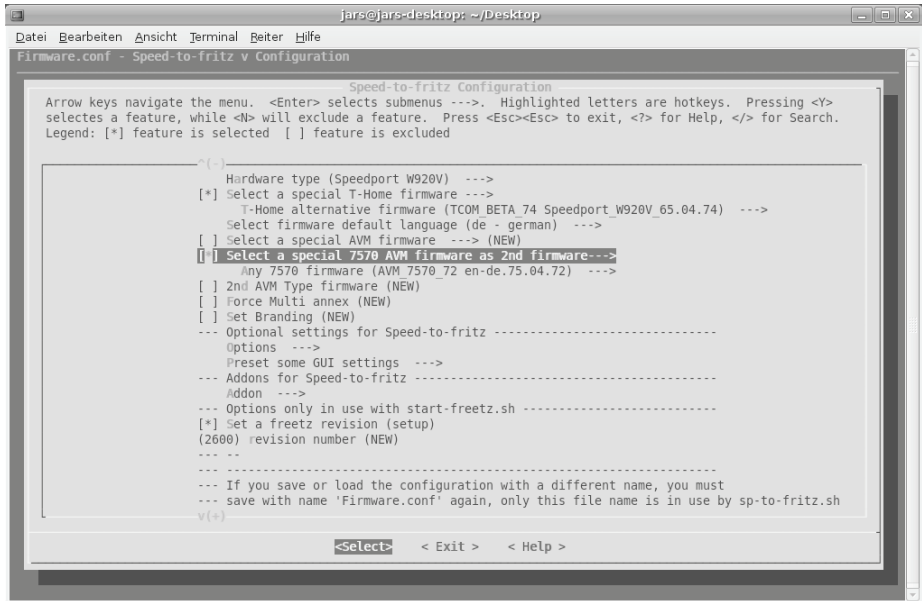 jars@jars-desktop: ~/Desktop
Datei Bearbeiten Ansicht Terminal Reiter Hilfe
Firmware.conf - Speed-to-fritz v Configuration
Speed-to-fritz Configuration
Arrow keys navigate the menu. <Enter> selects submenus --->. Highlighted letters are hotkeys. Pressing <Y>
selectes a feature, while <N> will exclude a feature. Press <Esc><Esc> to exit, <?> for Help, </> for Search.
Legend: [*] feature is selected [ ] feature is excluded
^(-)
Hardware type (Speedport W920V) --->
[*] Select a special T-Home firmware --->
T-Home alternative firmware (TCOM_BETA_74 Speedport_W920V_65.04.74) --->
Select firmware default language (de - german) --->
[ ] Select a special AVM firmware ---> (NEW)
[*] Select a special 7570 AVM firmware as 2nd firmware--->
Any 7570 firmware (AVM_7570_72 en-de.75.04.72) --->
[ ] 2nd AVM Type firmware (NEW)
[ ] Force Multi annex (NEW)
[ ] Set Branding (NEW)
--- Optional settings for Speed-to-fritz ------------------------------
Options --->
Preset some GUI settings --->
--- Addons for Speed-to-fritz -----------------------------------------
Addon --->
--- Options only in use with start-freetz.sh --------------------------
[*] Set a freetz revision (setup)
(2600) revision number (NEW)
--- --
--- -------------------------------------------------------------------
--- If you save or load the configuration with a different name, you must
--- save with name 'Firmware.conf' again, only this file name is in use by sp-to-fritz.sh
v(+)
<Select> < Exit > < Help >